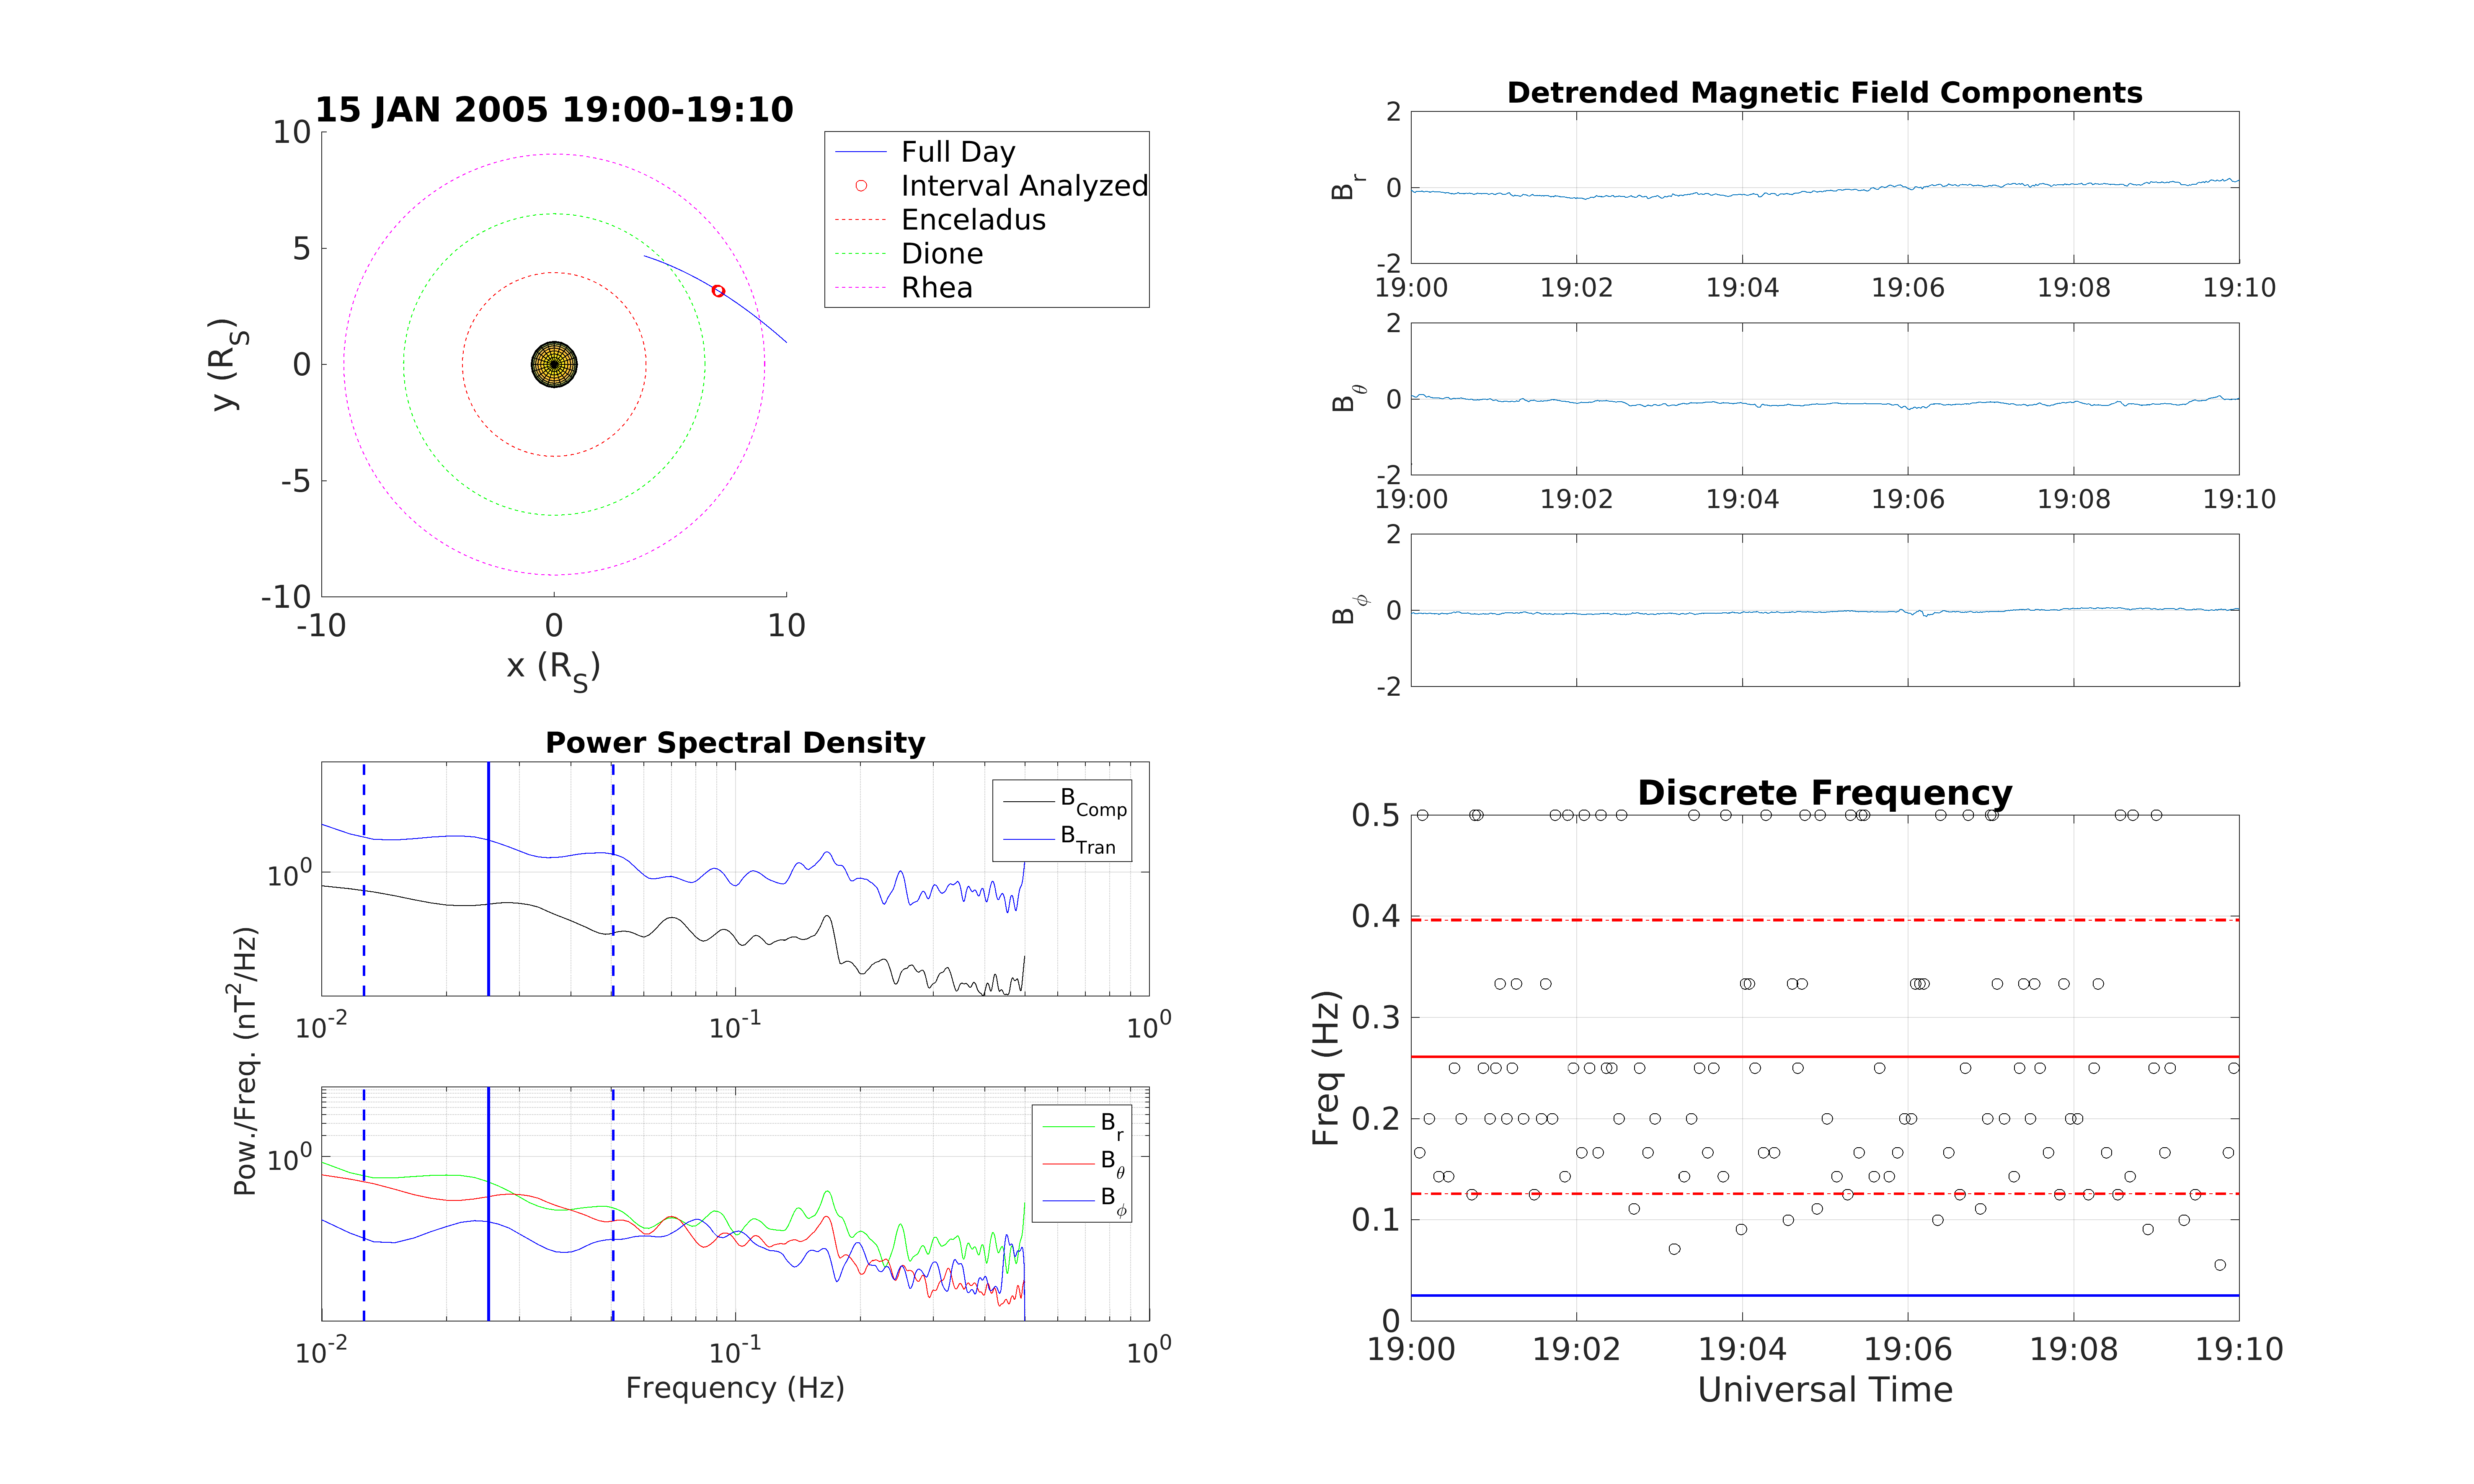 15 JAN 2005 19:00-19:10
10
5
0
-5
-10
-10 0 10
y (R_S)
x (R_S)
Full Day
Interval Analyzed
Enceladus
Dione
Rhea
Detrended Magnetic Field Components
2
0
-2
B_r
19:00 19:02 19:04 19:06 19:08 19:10
2
0
-2
B_θ
19:00 19:02 19:04 19:06 19:08 19:10
2
0
-2
B_ϕ
Power Spectral Density
10^0
B_Comp
B_Tran
10^-2 10^-1 10^0
Pow./Freq. (nT^2/Hz)
10^0
B_r
B_θ
B_ϕ
10^-2 10^-1 10^0
Frequency (Hz)
Discrete Frequency
0.5
0.4
0.3
0.2
0.1
0
Freq (Hz)
19:00 19:02 19:04 19:06 19:08 19:10
Universal Time